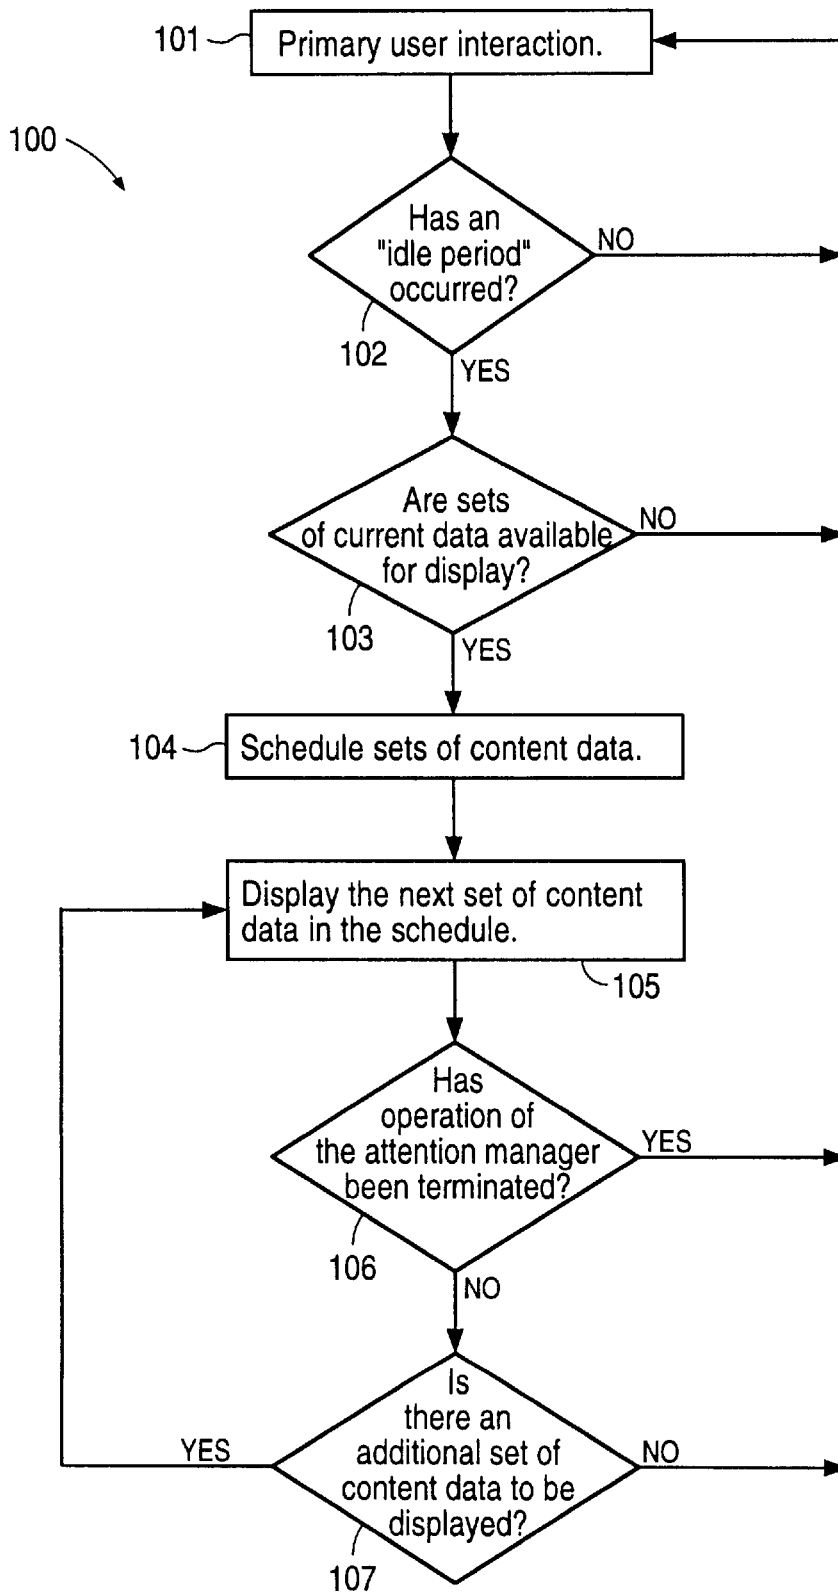 101
Primary user interaction.
100
Has an
"idle period"
occurred?
NO
102
YES
Are sets
of current data available
for display?
NO
103
YES
104
Schedule sets of content data.
Display the next set of content
data in the schedule.
105
Has
operation of
the attention manager
been terminated?
YES
106
NO
Is
there an
additional set of
content data to be
displayed?
YES
NO
107